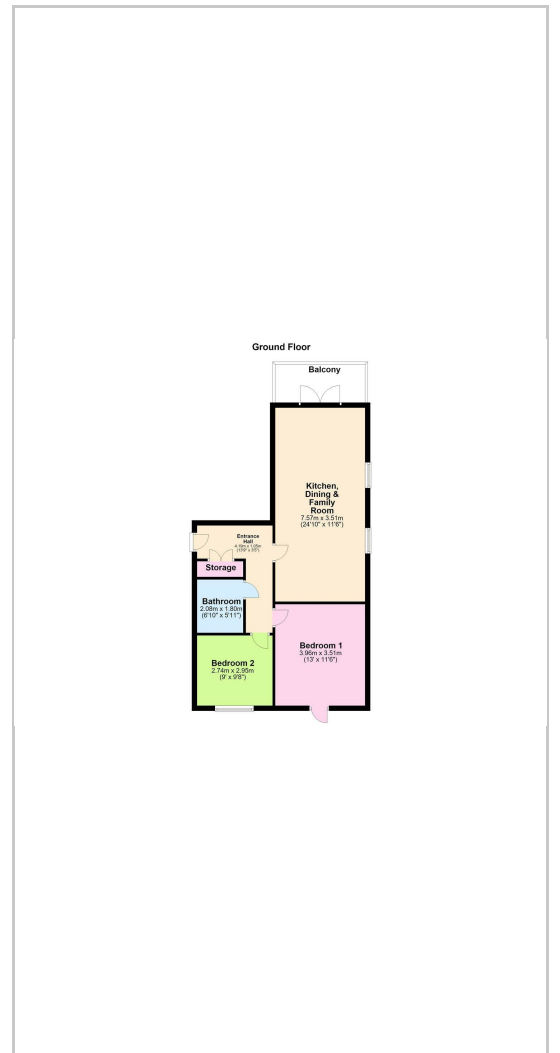 Ground Floor
Balcony
Kitchen,
Dining &
Family
Room
7.57m x 3.51m
(24'10" x 11'6")
Entrance
Hall
Storage
Bathroom
2.08m x 1.80m
(6'10" x 5'11")
Bedroom 1
3.96m x 3.51m
(13' x 11'6")
Bedroom 2
2.74m x 2.95m
(9' x 9'8")